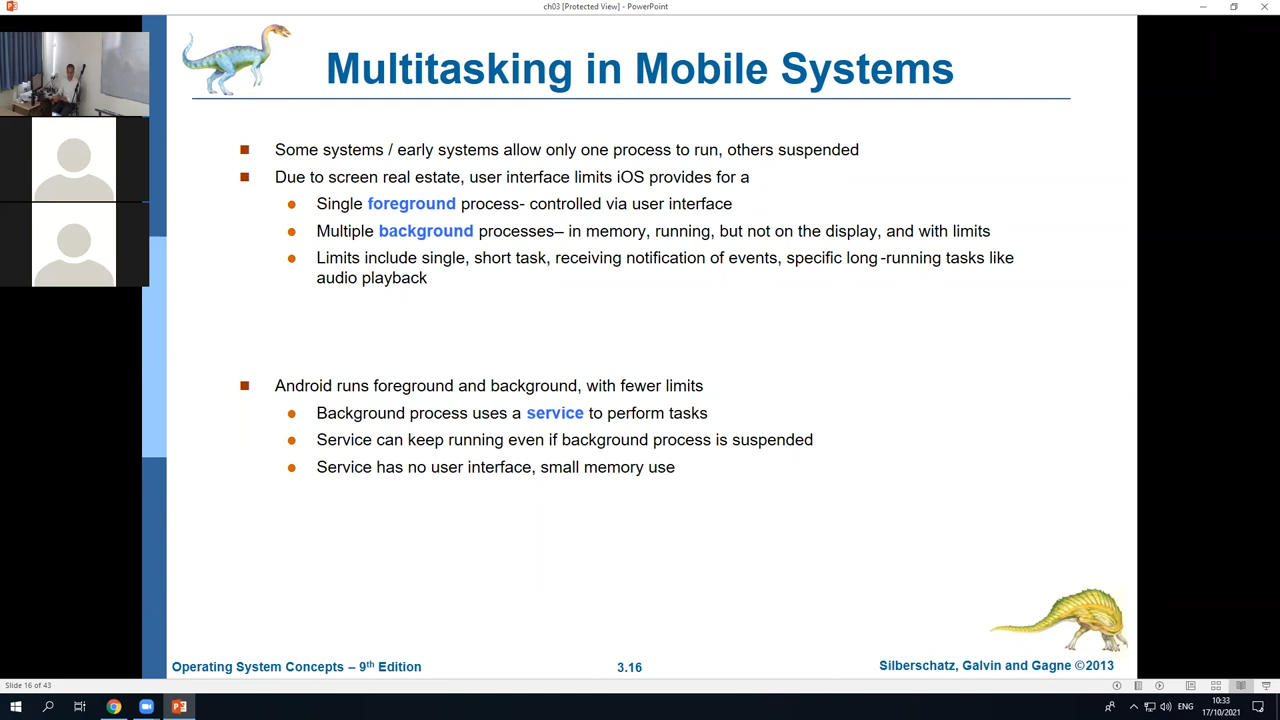 ch03 [Protected View] - PowerPoint
Multitasking in Mobile Systems
Some systems / early systems allow only one process to run, others suspended
Due to screen real estate, user interface limits iOS provides for a
Single foreground process- controlled via user interface
Multiple background processes– in memory, running, but not on the display, and with limits
Limits include single, short task, receiving notification of events, specific long-running tasks like
audio playback
Android runs foreground and background, with fewer limits
Background process uses a service to perform tasks
Service can keep running even if background process is suspended
Service has no user interface, small memory use
Operating System Concepts – 9th Edition
3.16
Silberschatz, Galvin and Gagne ©2013
Slide 16 of 43
ENG
10:33
17/10/2021